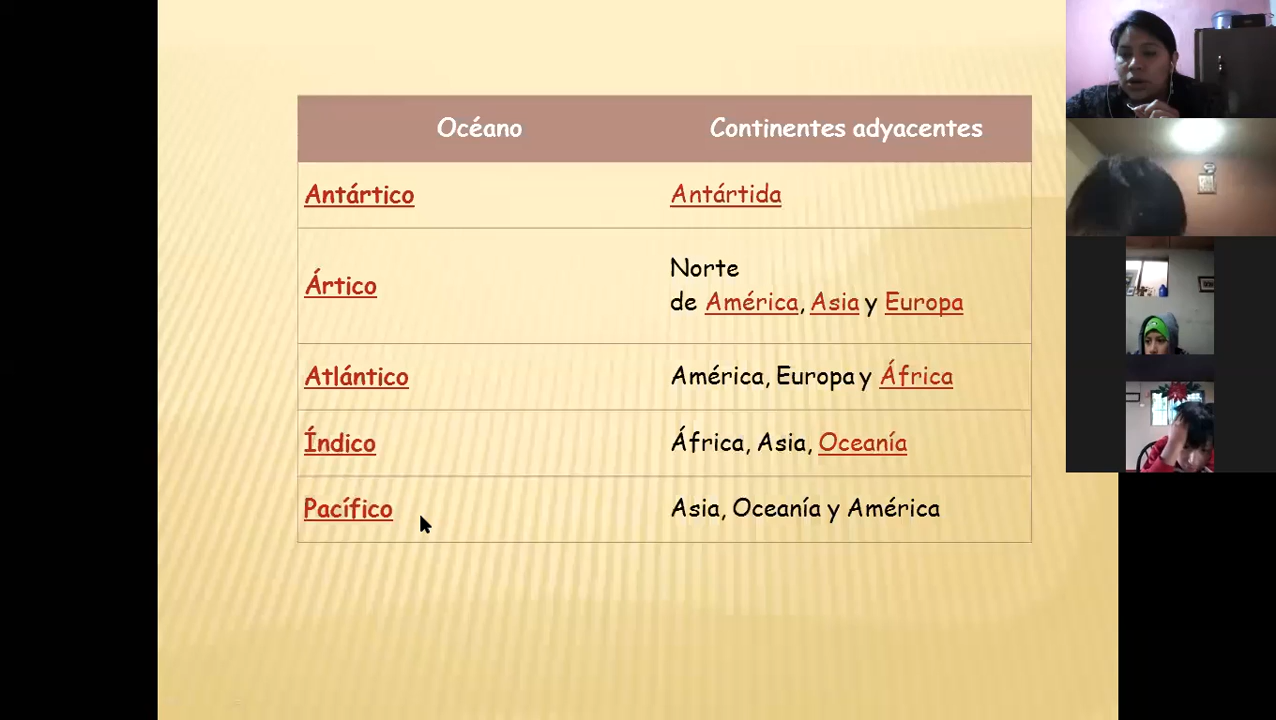 Océano Continentes adyacentes
Antártico Antártida
Ártico Norte
de América, Asia y Europa
Atlántico América, Europa y África
Índico África, Asia, Oceanía
Pacífico Asia, Oceanía y América